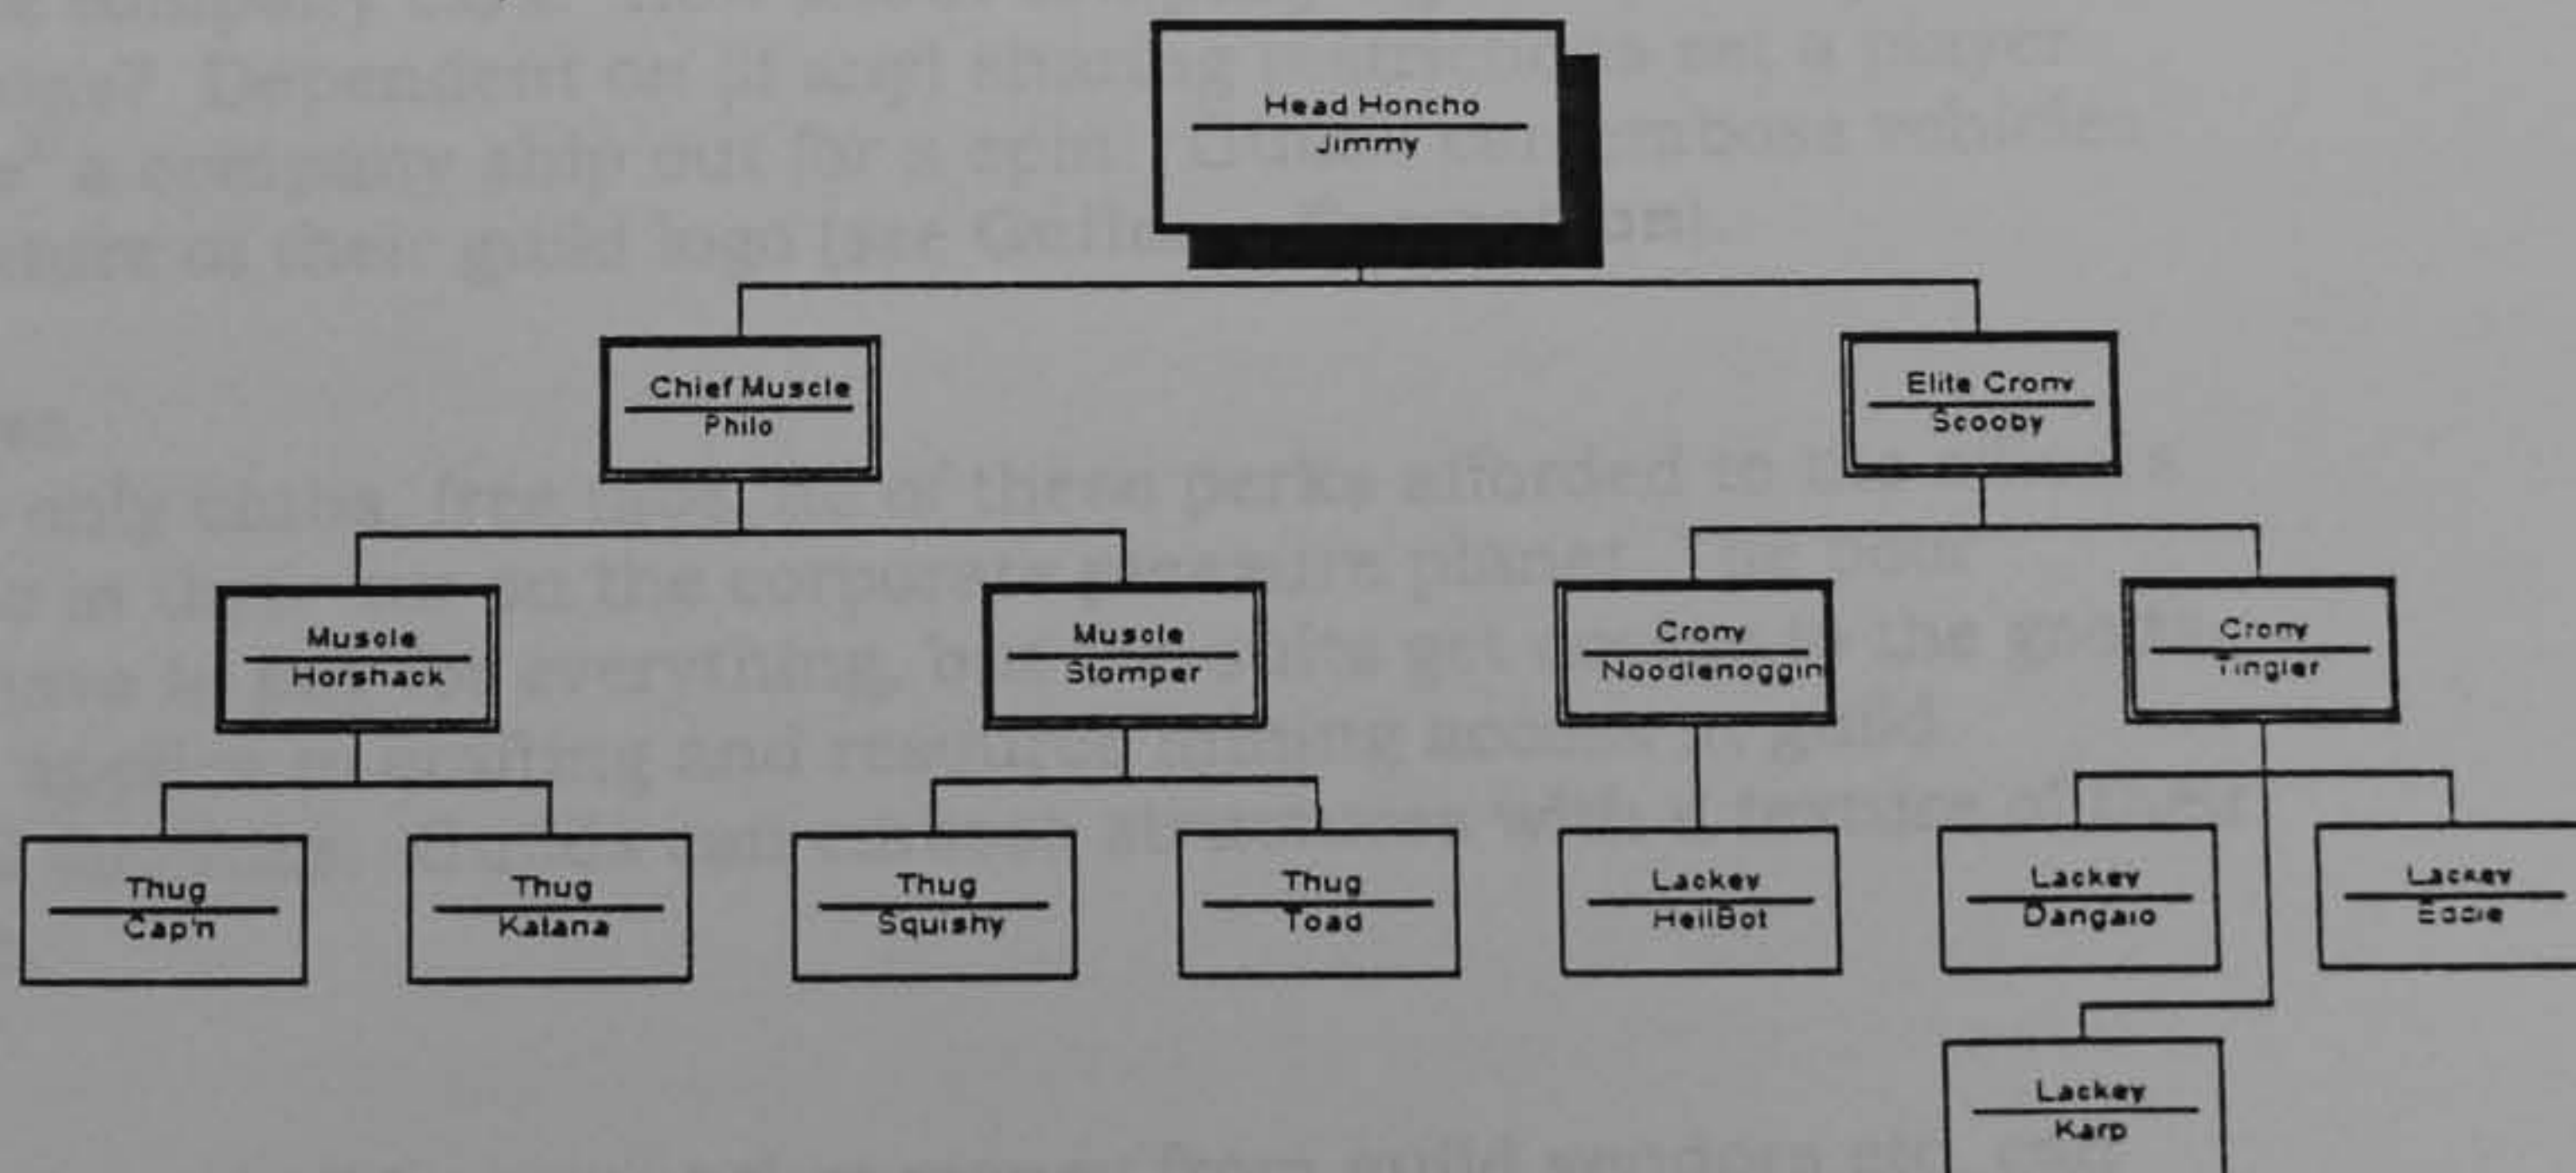 Head Honcho
Jimmy
Chief Muscle
Philo
Elite Crony
Scooby
Muscle
Horshack
Muscle
Stomper
Crony
Noodlenoggin
Crony
Tingler
Thug
Cap'n
Thug
Katana
Thug
Squishy
Thug
Toad
Lackey
HellBot
Lackey
Dangaio
Lackey
Eddie
Lackey
Karp